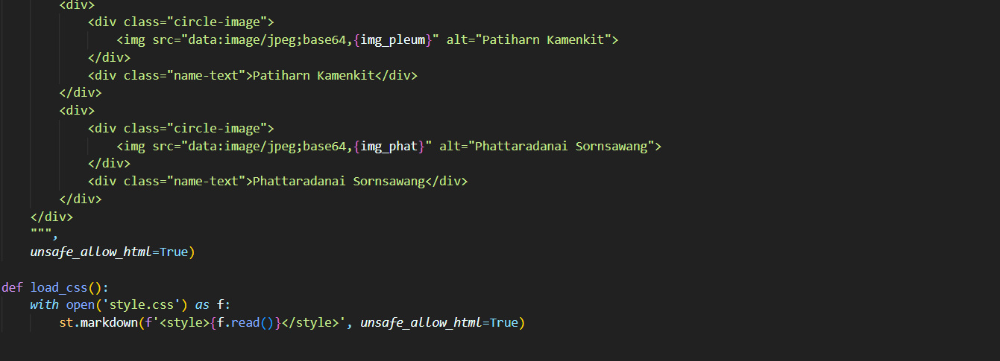 <div>
<div class="circle-image">
<img src="data:image/jpeg;base64,{img_pleum}" alt="Patiharn Kamenkit">
</div>
<div class="name-text">Patiharn Kamenkit</div>
</div>
<div>
<div class="circle-image">
<img src="data:image/jpeg;base64,{img_phat}" alt="Phattaradanai Sornsawang">
</div>
<div class="name-text">Phattaradanai Sornsawang</div>
</div>
</div>
""",
unsafe_allow_html=True)
def load_css():
with open('style.css') as f:
st.markdown(f'<style>{f.read()}</style>', unsafe_allow_html=True)